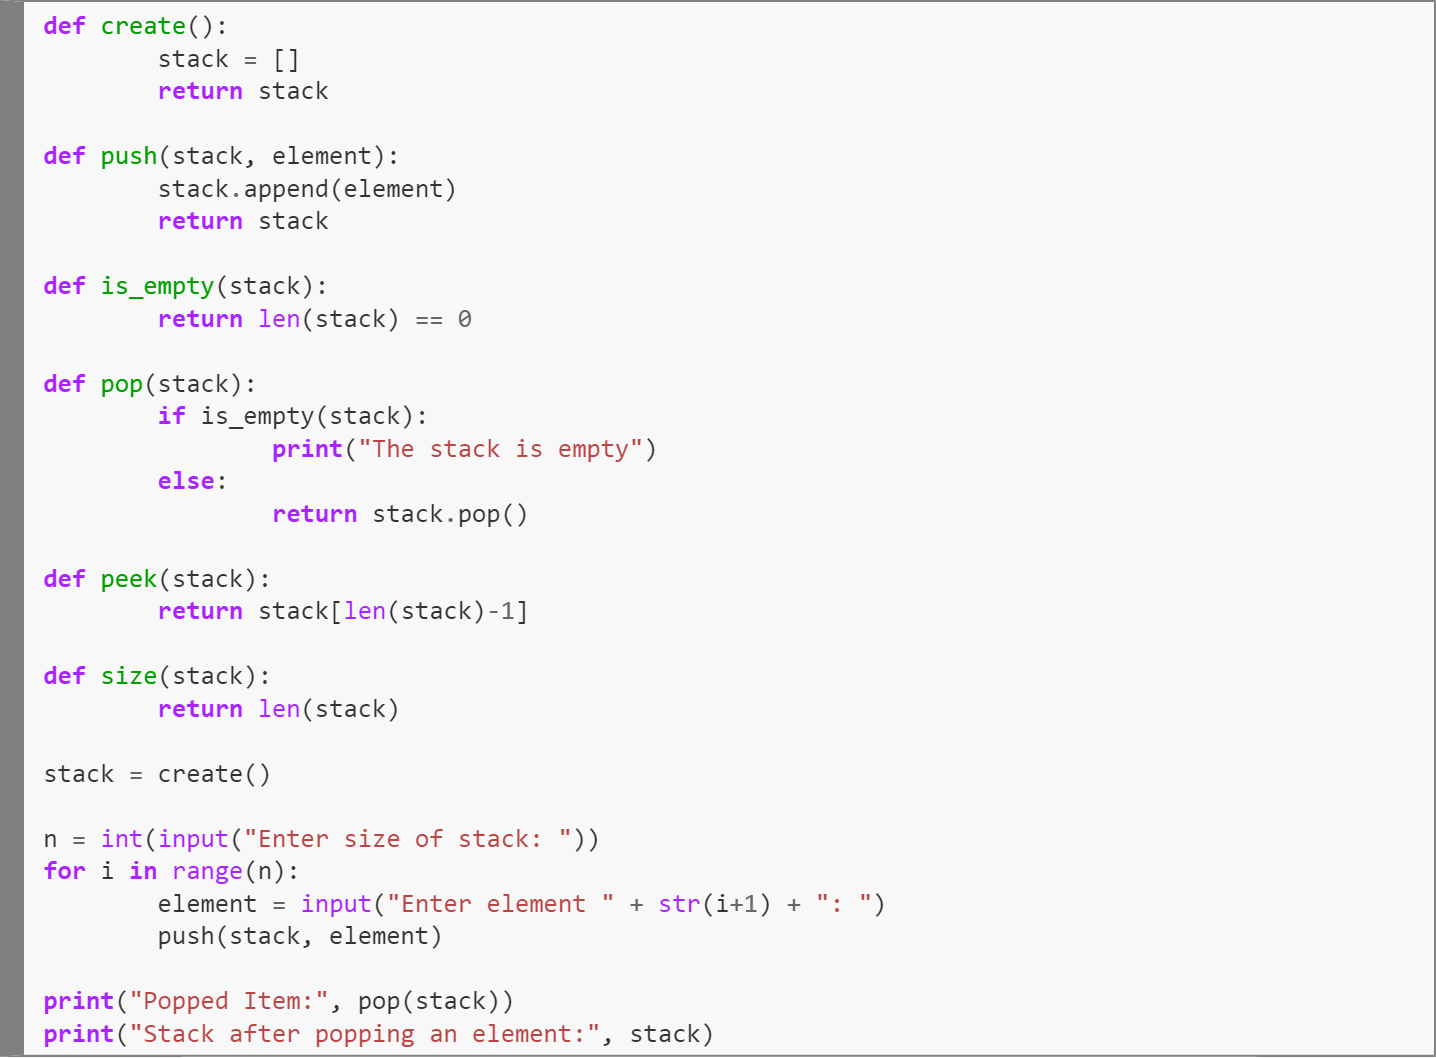 def create():
        stack = []
        return stack

def push(stack, element):
        stack.append(element)
        return stack

def is_empty(stack):
        return len(stack) == 0

def pop(stack):
        if is_empty(stack):
                print("The stack is empty")
        else:
                return stack.pop()

def peek(stack):
        return stack[len(stack)-1]

def size(stack):
        return len(stack)

stack = create()

n = int(input("Enter size of stack: "))
for i in range(n):
        element = input("Enter element " + str(i+1) + ": ")
        push(stack, element)

print("Popped Item:", pop(stack))
print("Stack after popping an element:", stack)